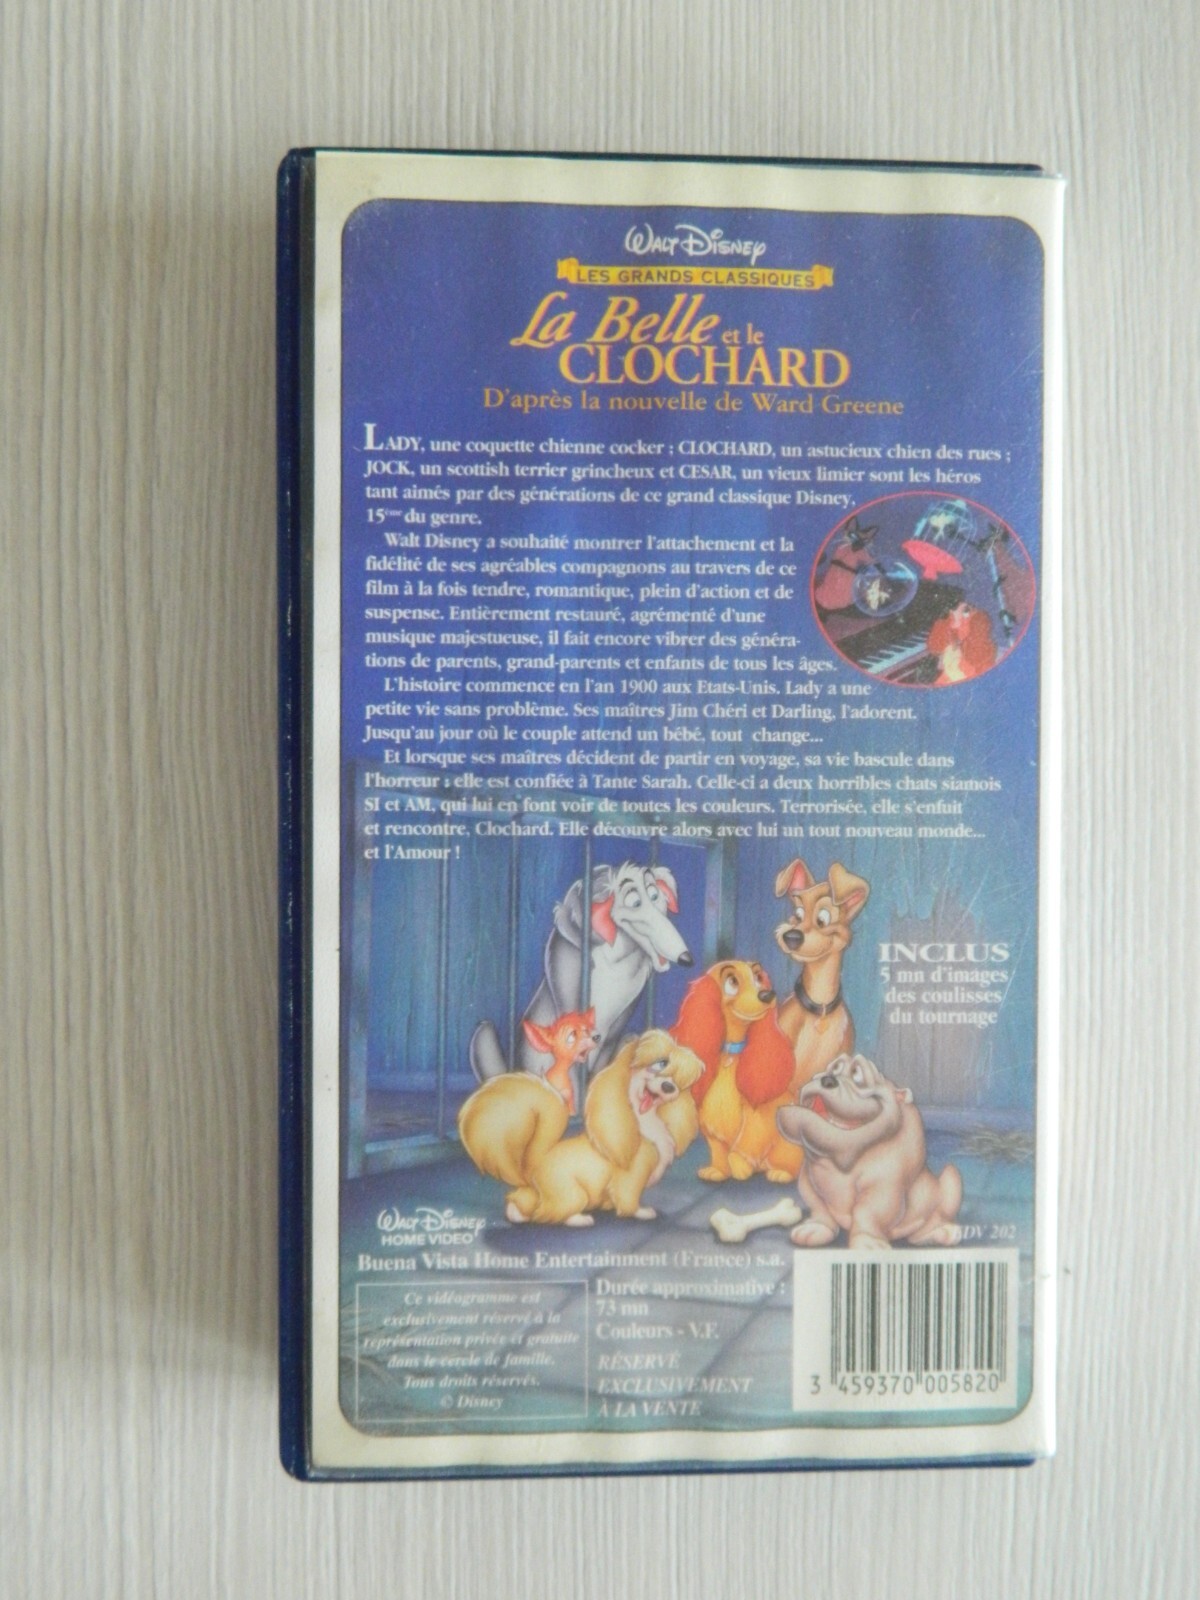 WALT DISNEY
LES GRANDS CLASSIQUES
La Belle et le
CLOCHARD
D'après la nouvelle de Ward Greene
LADY, une coquette chienne cocker ; CLOCHARD, un astucieux chien des rues ;
JOCK, un scottish terrier grincheux et CESAR, un vieux limier sont les héros
tant aimés par des générations de ce grand classique Disney,
15ème du genre.
Walt Disney a souhaité montrer l'attachement et la
fidélité de ses agréables compagnons au travers de ce
film à la fois tendre, romantique, plein d'action et de
suspense. Entièrement restauré, agrémenté d'une
musique majestueuse, il fait encore vibrer des généra-
tions de parents, grand-parents et enfants de tous les âges.
L'histoire commence en l'an 1900 aux Etats-Unis. Lady a une
petite vie sans problème. Ses maîtres Jim Chéri et Darling, l'adorent.
Jusqu'au jour où le couple attend un bébé, tout change...
Et lorsque ses maîtres décident de partir en voyage, sa vie bascule dans
l'horreur : elle est confiée à Tante Sarah. Celle-ci a deux horribles chats siamois
SI et AM, qui lui en font voir de toutes les couleurs. Terrorisée, elle s'enfuit
et rencontre, Clochard. Elle découvre alors avec lui un tout nouveau monde...
et l'Amour !
INCLUS
5 mn d'images
des coulisses
du tournage
WALT DISNEY
HOME VIDEO
EDV 202
Buena Vista Home Entertainment (France) s.a.
Ce vidéogramme est
exclusivement réservé à la
représentation privée et gratuite
dans le cercle de famille.
Tous droits réservés.
© Disney
Durée approximative :
73 mn
Couleurs - V.F.
RÉSERVÉ
EXCLUSIVEMENT
À LA VENTE
3 459370 005820